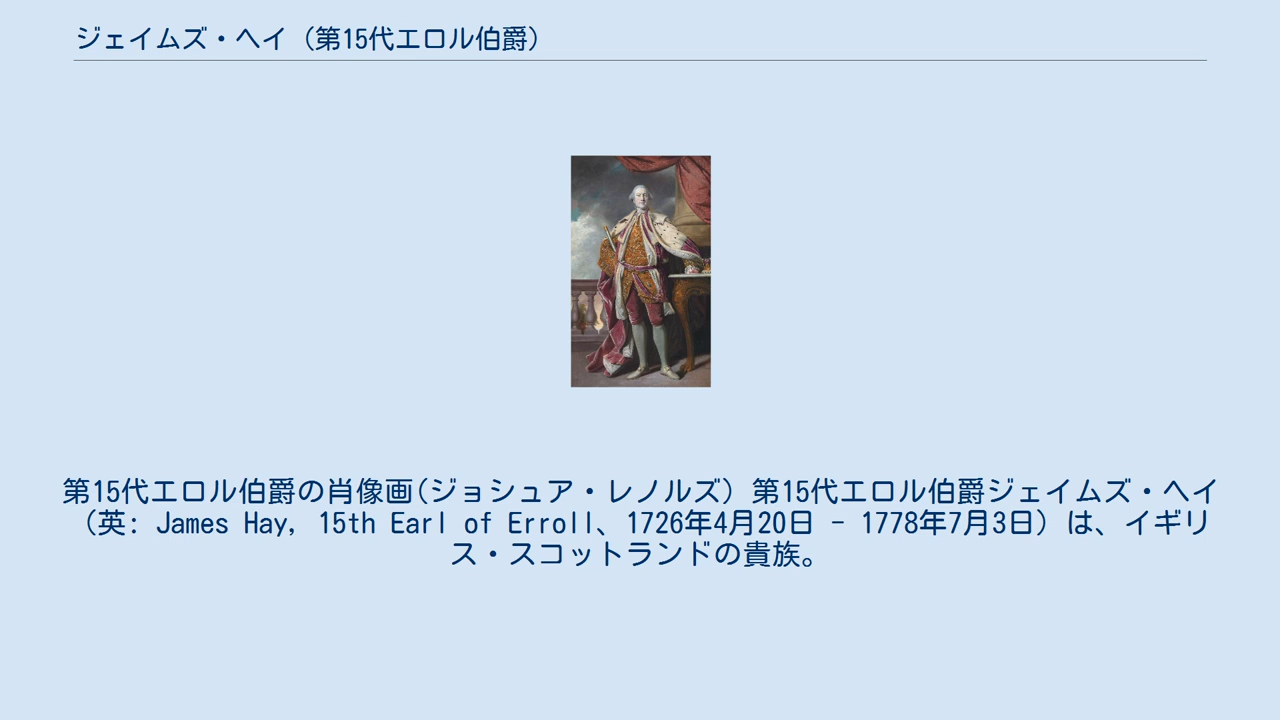 ジェイムズ・ヘイ (第15代エロル伯爵)
第15代エロル伯爵の肖像画(ジョシュア・レノルズ) 第15代エロル伯爵ジェイムズ・ヘイ
(英: James Hay, 15th Earl of Erroll、1726年4月20日 - 1778年7月3日) は、イギリ
ス・スコットランドの貴族。